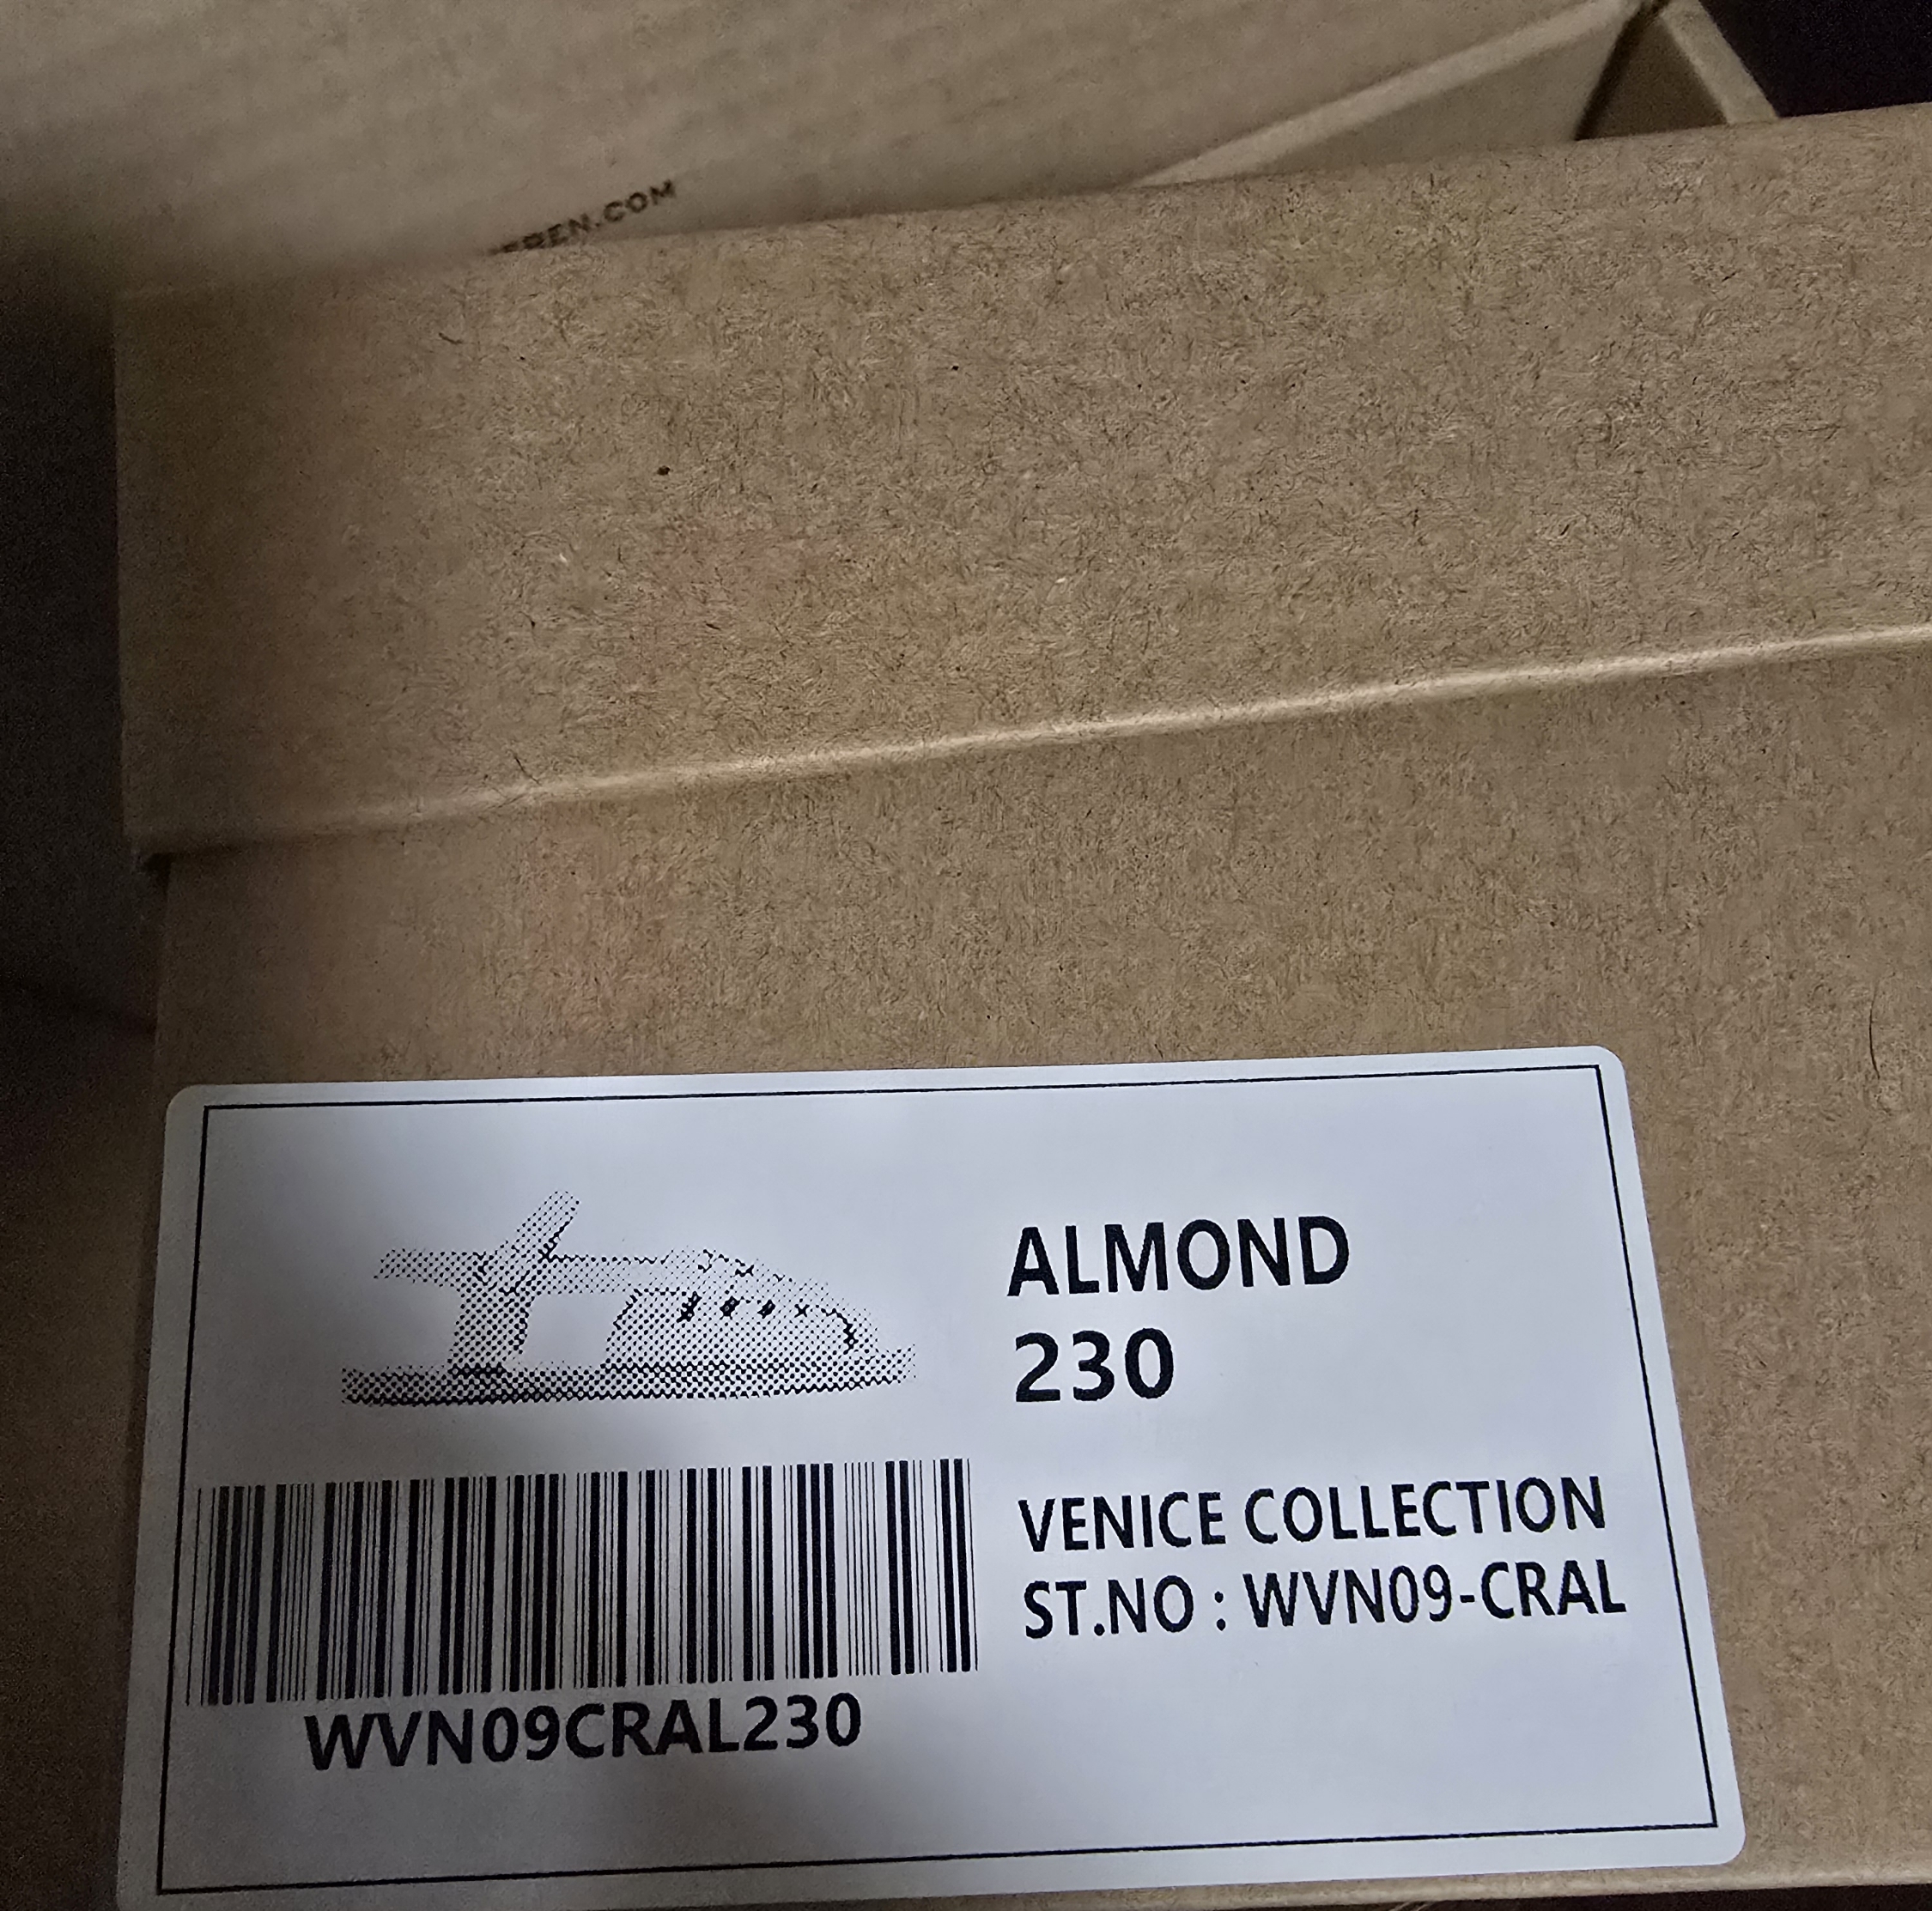 ALMOND
230
VENICE COLLECTION
ST.NO : WVN09-CRAL
WVN09CRAL230